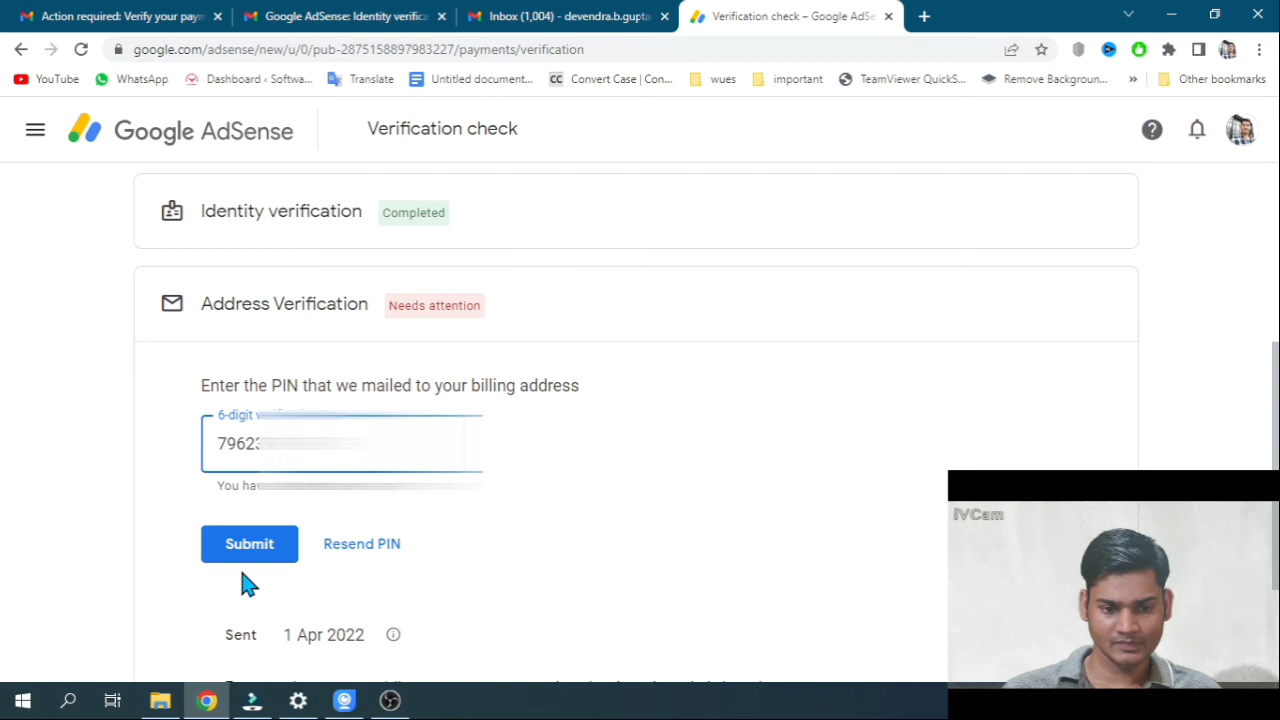 Action required: Verify your paym
Google AdSense: Identity verifica
Inbox (1,004) - devendra.b.gupta
Verification check – Google AdSe
google.com/adsense/new/u/0/pub-2875158897983227/payments/verification
YouTube
WhatsApp
Dashboard ‹ Softwa...
Translate
Untitled document...
CC
Convert Case | Con...
wues
important
TeamViewer QuickS...
Remove Backgroun...
»
Other bookmarks
Google AdSense
Verification check
Identity verification
Completed
Address Verification
Needs attention
Enter the PIN that we mailed to your billing address
6-digit
7962
You
Submit
Resend PIN
Sent
1 Apr 2022
iVCam